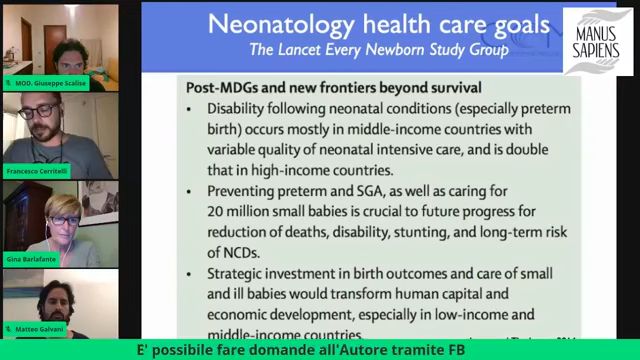 Neonatology health care goals
The Lancet Every Newborn Study Group
MANUS
SAPIENS
MOD. Giuseppe Scalise
Francesco Cerritelli
Gina Barlafante
Matteo Galvani
Post-MDGs and new frontiers beyond survival
• Disability following neonatal conditions (especially preterm
birth) occurs mostly in middle-income countries with
variable quality of neonatal intensive care, and is double
that in high-income countries.
• Preventing preterm and SGA, as well as caring for
20 million small babies is crucial to future progress for
reduction of deaths, disability, stunting, and long-term risk
of NCDs.
• Strategic investment in birth outcomes and care of small
and ill babies would transform human capital and
economic development, especially in low-income and
middle-income countries.
E' possibile fare domande all'Autore tramite FB